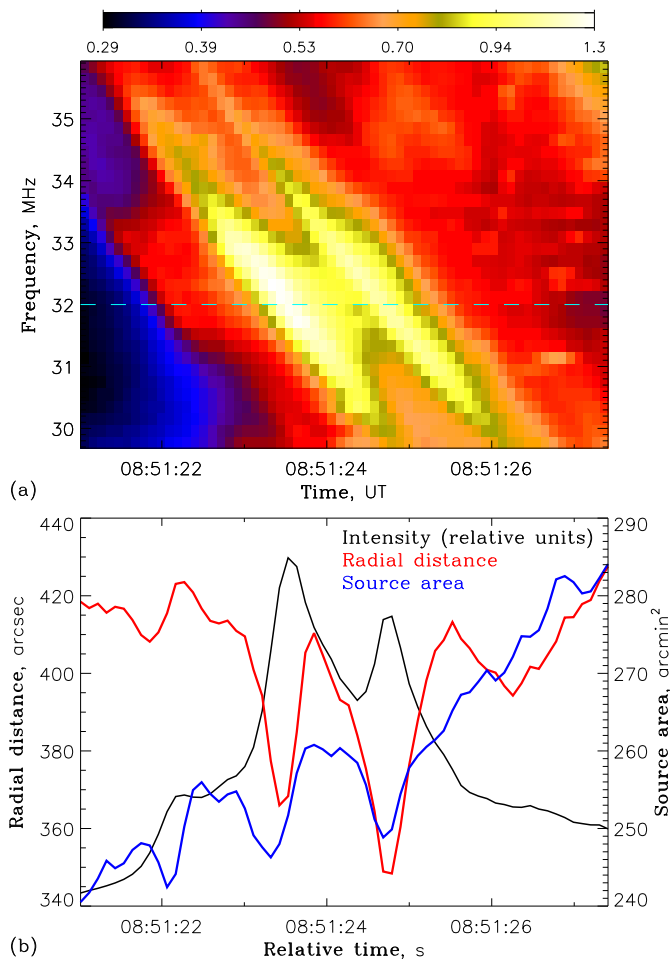 0.29 0.39 0.53 0.70 0.94 1.3
35
34
33
32
31
30
Frequency, MHz
08:51:22 08:51:24 08:51:26
(a)
Time, UT
440
420
400
380
360
340
Radial distance, arcsec
Intensity (relative units)
Radial distance
Source area
290
280
270
260
250
240
Source area, arcmin²
08:51:22 08:51:24 08:51:26
(b)
Relative time, s